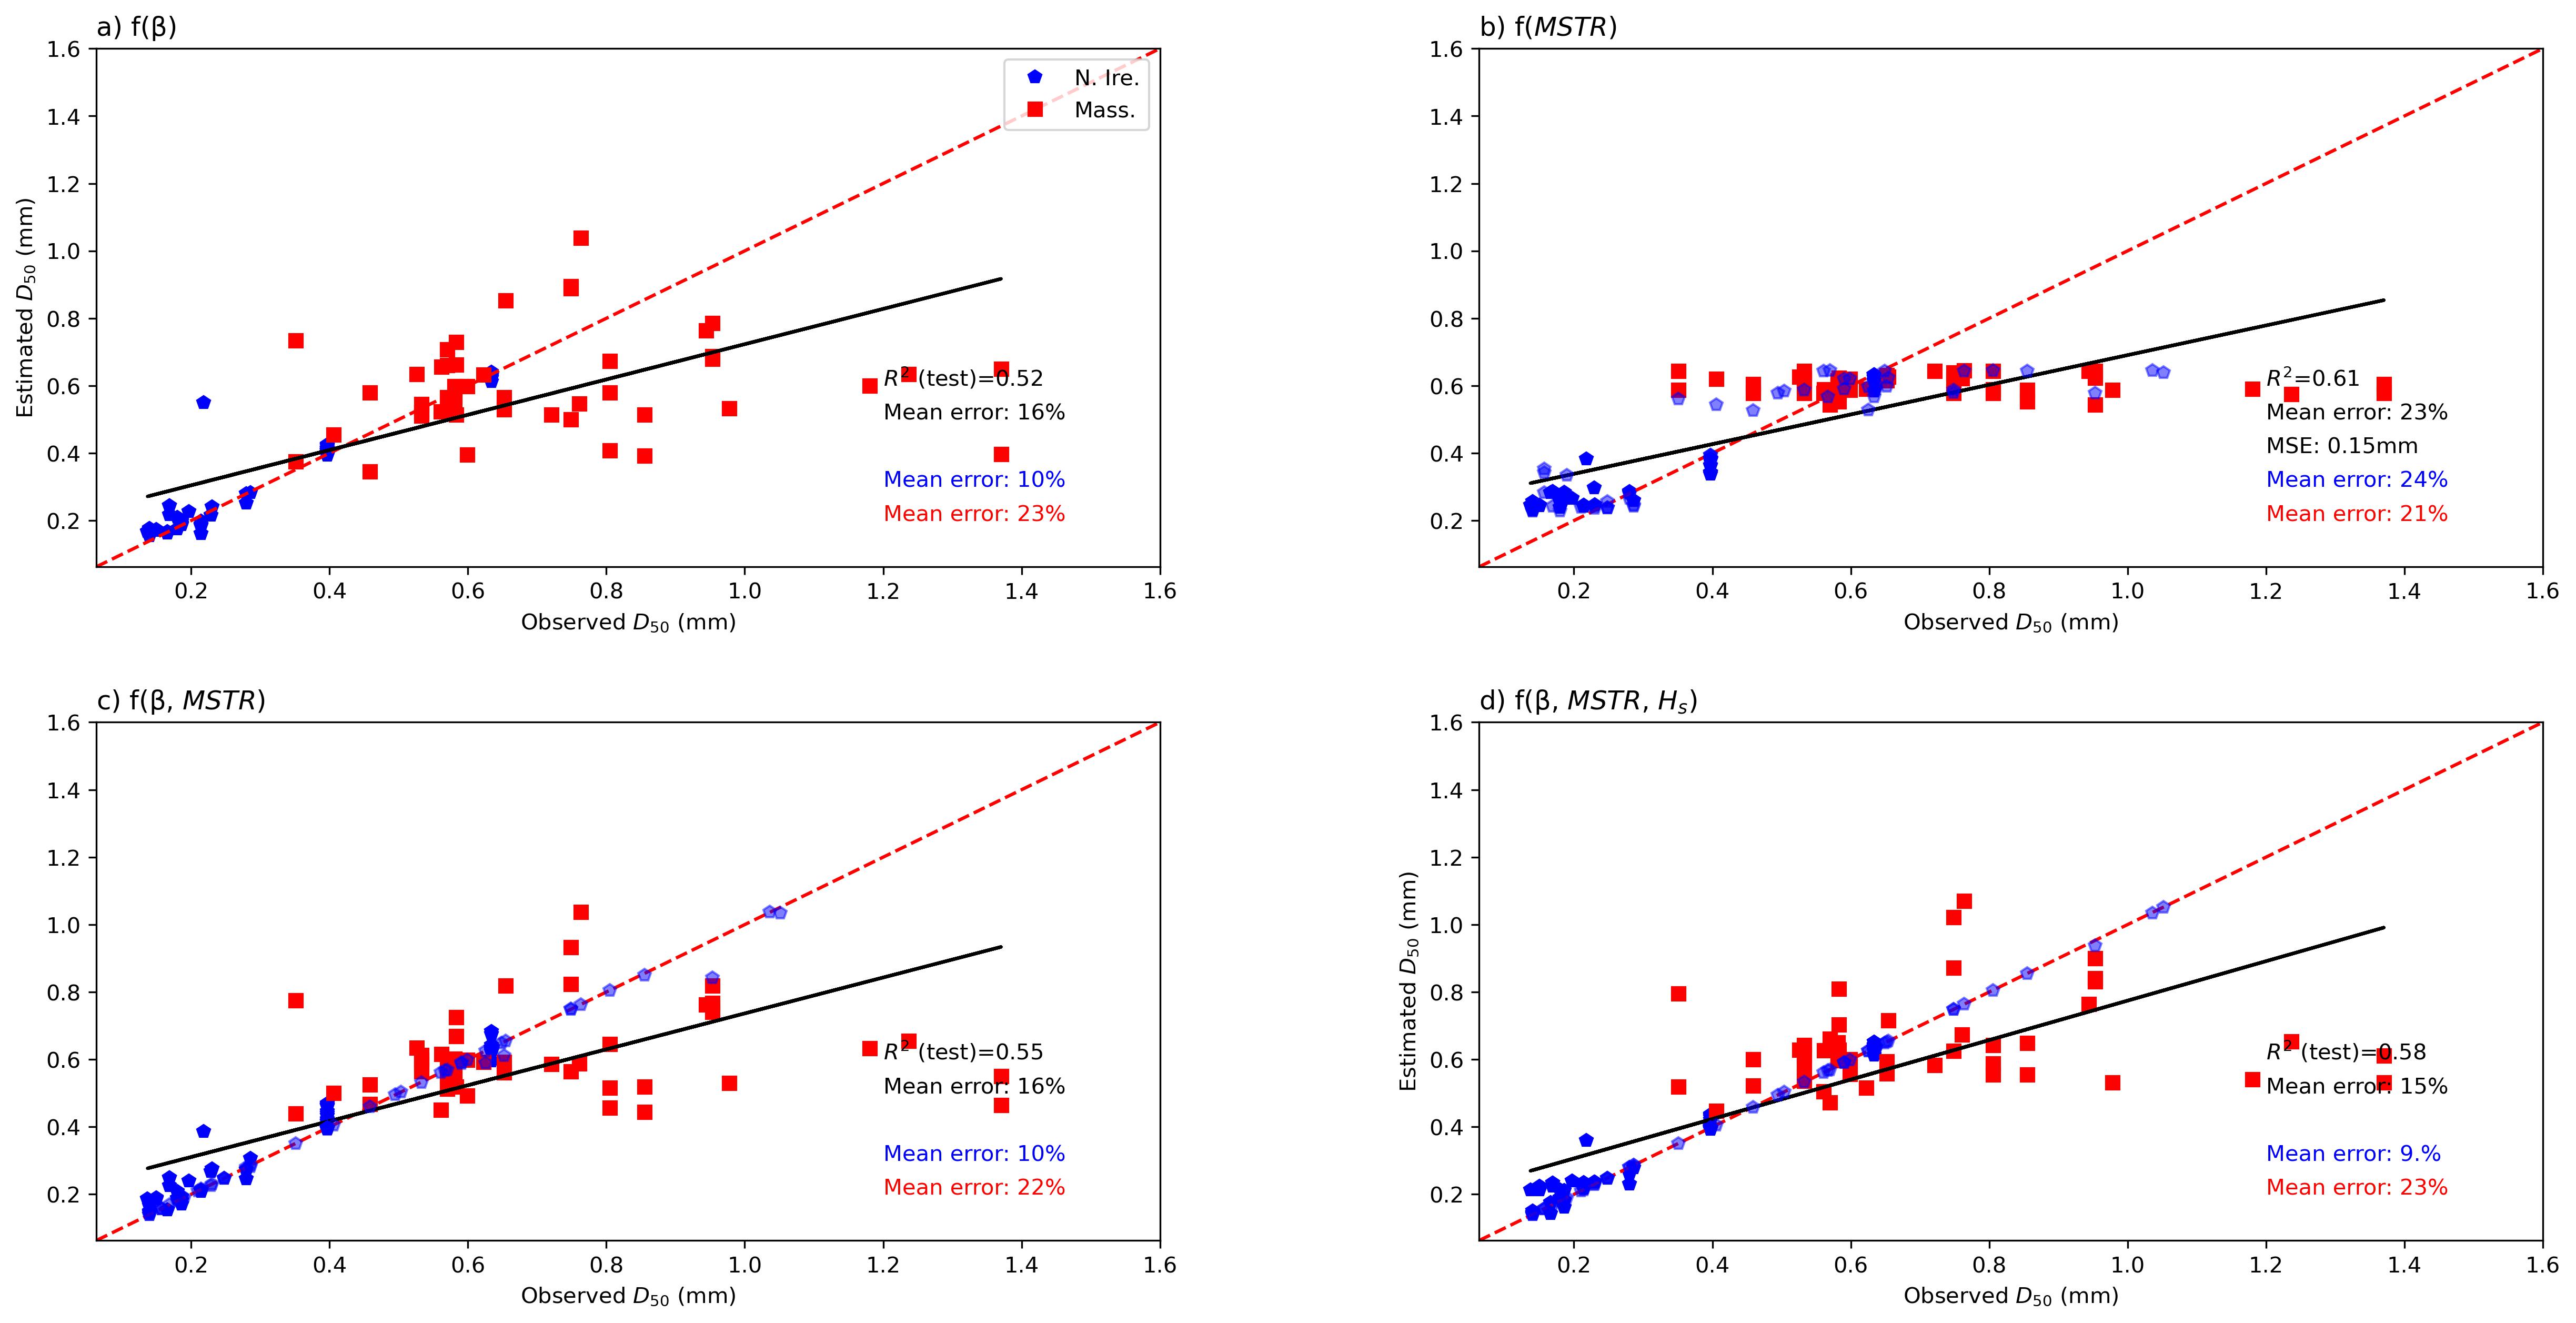 a) f(β)
1.6
1.4
1.2
1.0
0.8
0.6
0.4
0.2
Estimated D50 (mm)
N. Ire.
Mass.
R2 (test)=0.52
Mean error: 16%
Mean error: 10%
Mean error: 23%
0.2 0.4 0.6 0.8 1.0 1.2 1.4 1.6
Observed D50 (mm)
b) f(MSTR)
1.6
1.4
1.2
1.0
0.8
0.6
0.4
0.2
R2=0.61
Mean error: 23%
MSE: 0.15mm
Mean error: 24%
Mean error: 21%
0.2 0.4 0.6 0.8 1.0 1.2 1.4 1.6
Observed D50 (mm)
c) f(β, MSTR)
1.6
1.4
1.2
1.0
0.8
0.6
0.4
0.2
R2 (test)=0.55
Mean error: 16%
Mean error: 10%
Mean error: 22%
0.2 0.4 0.6 0.8 1.0 1.2 1.4 1.6
Observed D50 (mm)
d) f(β, MSTR, Hs)
1.6
1.4
1.2
1.0
0.8
0.6
0.4
0.2
Estimated D50 (mm)
R2 (test)=0.58
Mean error: 15%
Mean error: 9.%
Mean error: 23%
0.2 0.4 0.6 0.8 1.0 1.2 1.4 1.6
Observed D50 (mm)